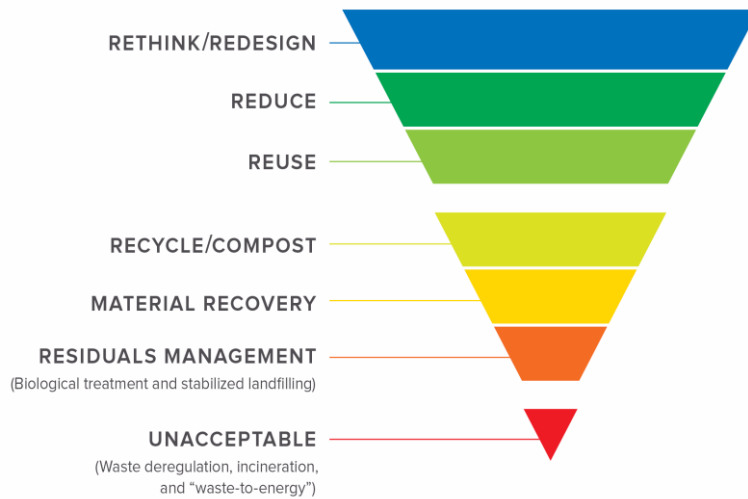 RETHINK/REDESIGN
REDUCE
REUSE
RECYCLE/COMPOST
MATERIAL RECOVERY
RESIDUALS MANAGEMENT
(Biological treatment and stabilized landfilling)
UNACCEPTABLE
(Waste deregulation, incineration,
and “waste-to-energy”)